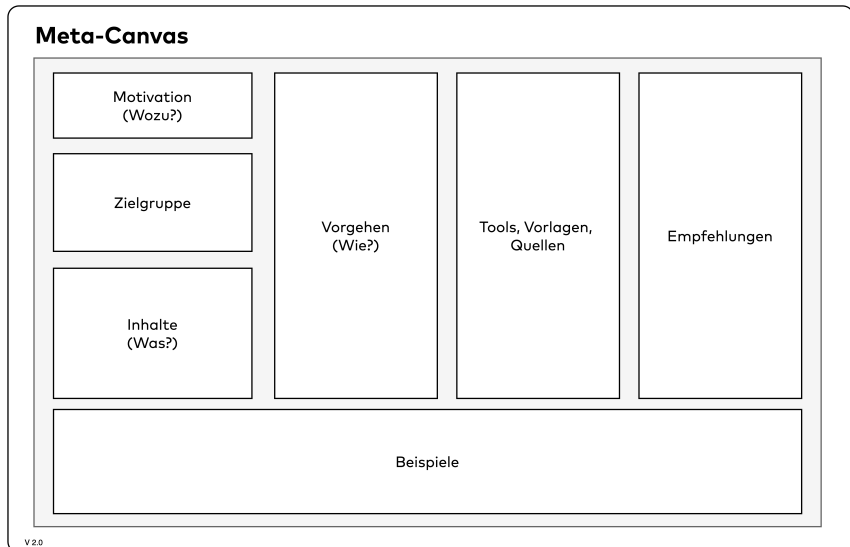 Meta-Canvas
Motivation
(Wozu?)
Zielgruppe
Inhalte
(Was?)
Vorgehen
(Wie?)
Tools, Vorlagen,
Quellen
Empfehlungen
Beispiele
V 2.0